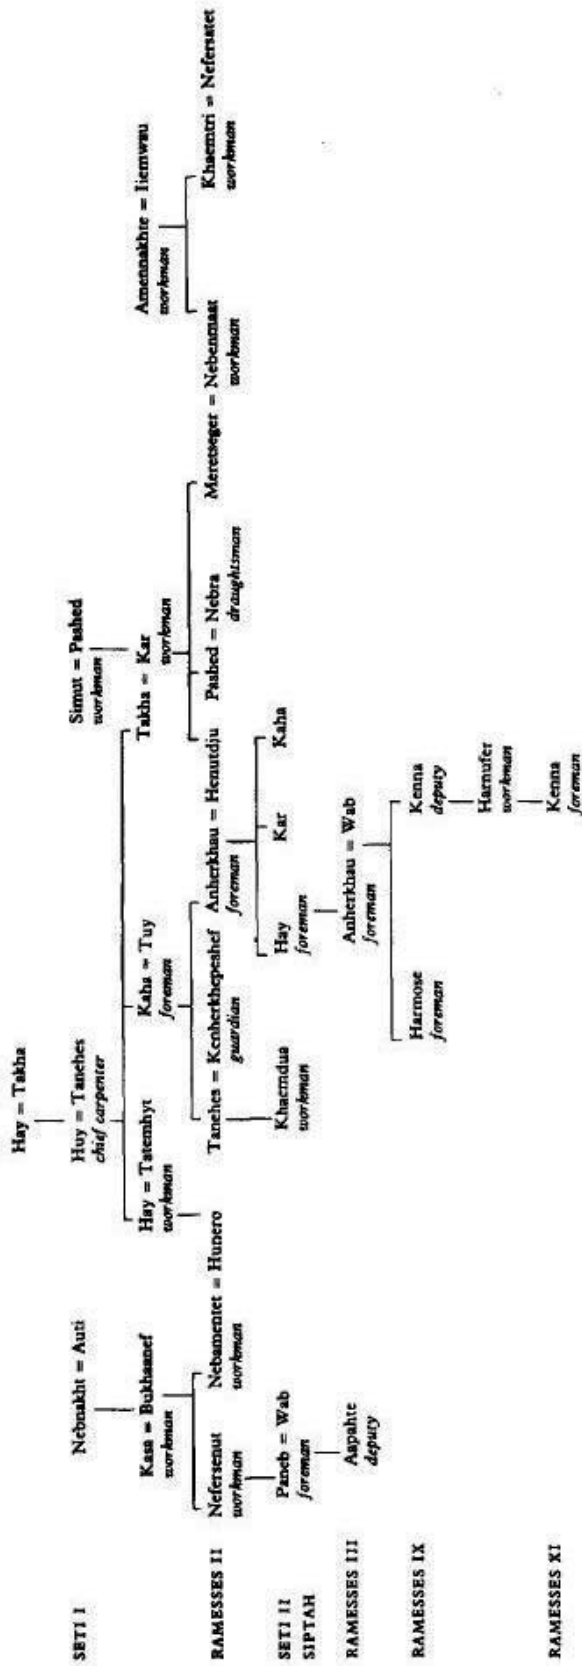 Hay = Takha
SETI I Nebnakht = Auti Huy = Tanehes Simut = Pashed
chief carpenter workman
Kasa = Bukhaanef Hay = Tatemhyt Kaha = Tuy Takha = Kar Amennakhte = Iiemwau
workman workman foreman workman workman
RAMESSES II Nefersenut Nebamentet = Hunero Tanehes = Kenherkhepeshef Anherkhau = Henutdju Pashed = Nebra Meretseger = Nebenmaat Khaemtri = Nefersatet
workman workman guardian foreman draughtsman workman workman
SETI II Paneb = Wab Khaemdua Hay Kar Kaha
SIPTAH foreman workman foreman
RAMESSES III Aapahte Anherkhau = Wab
deputy foreman
RAMESSES IX Harmose Kenna
foreman deputy
Harnufer
workman
RAMESSES XI Kenna
foreman